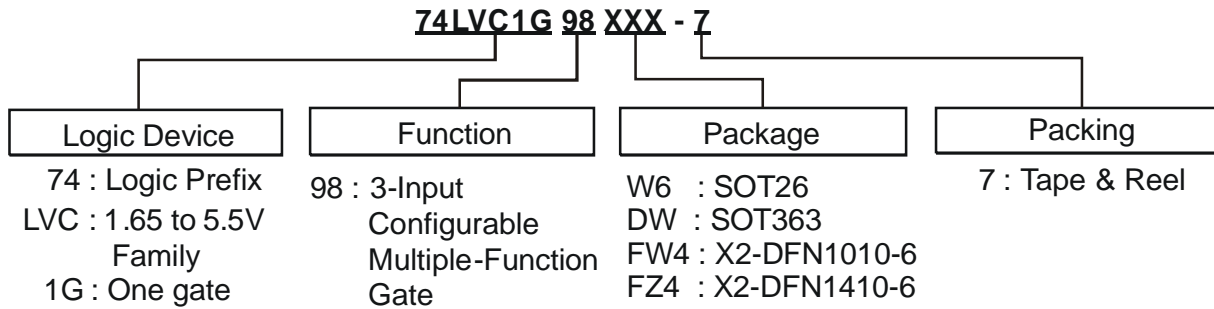 74LVC1G 98 XXX - 7
Logic Device
Function
Package
Packing
74 : Logic Prefix
LVC : 1.65 to 5.5V
Family
1G : One gate
98 : 3-Input
Configurable
Multiple-Function
Gate
W6 : SOT26
DW : SOT363
FW4 : X2-DFN1010-6
FZ4 : X2-DFN1410-6
7 : Tape & Reel